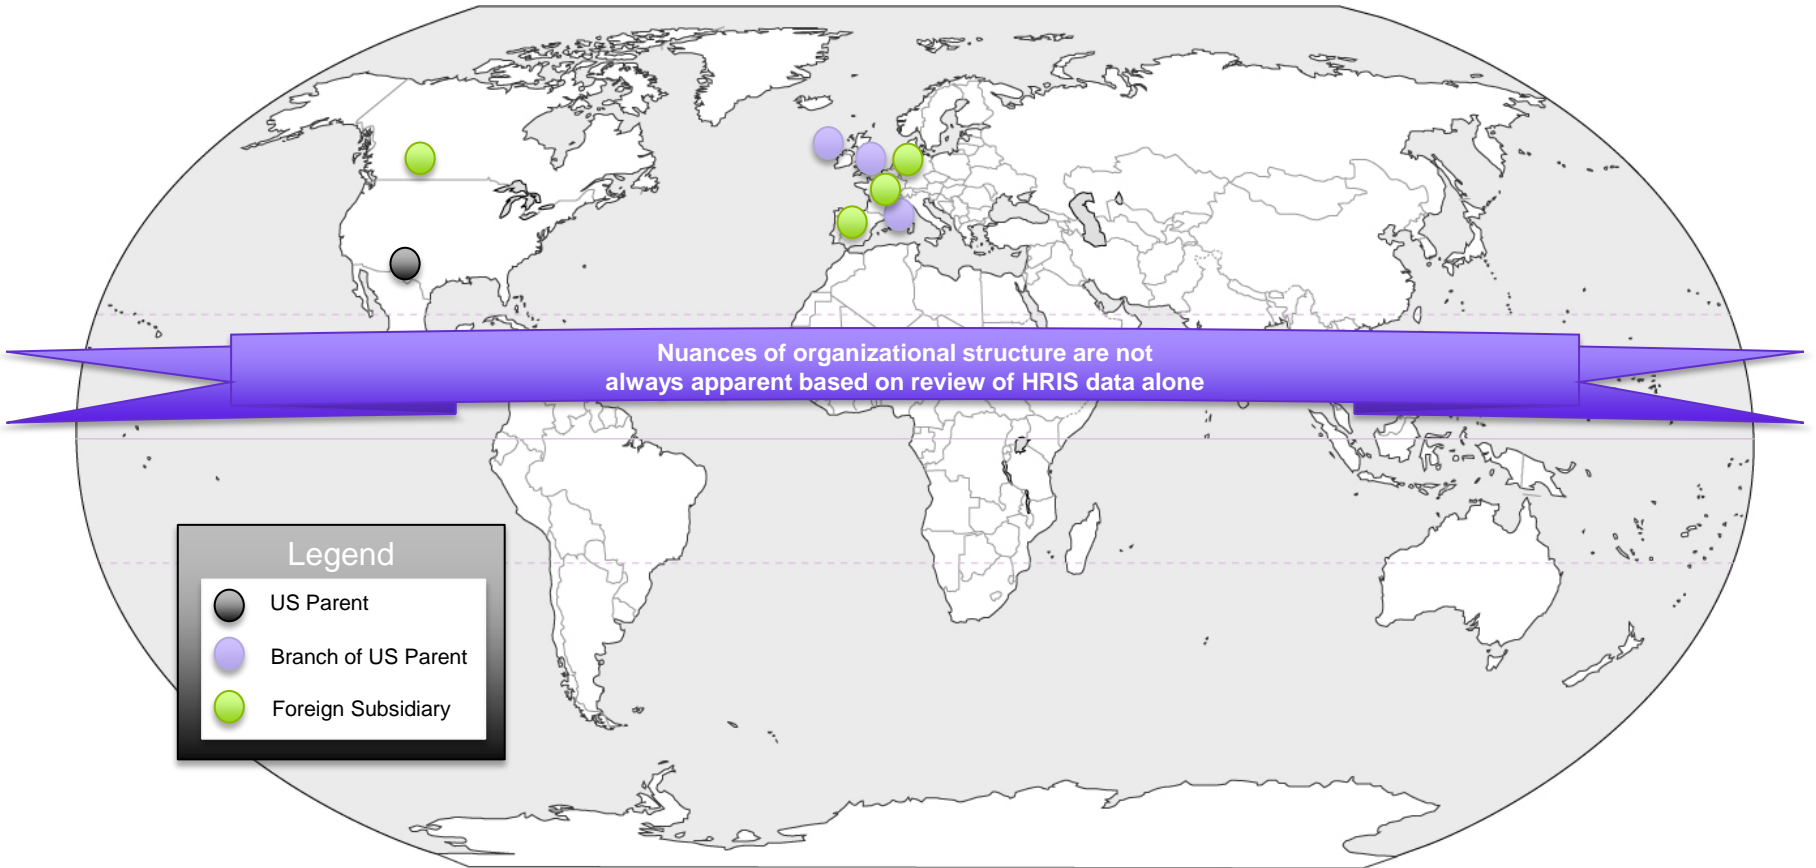 Nuances of organizational structure are not
always apparent based on review of HRIS data alone
Legend
US Parent
Branch of US Parent
Foreign Subsidiary